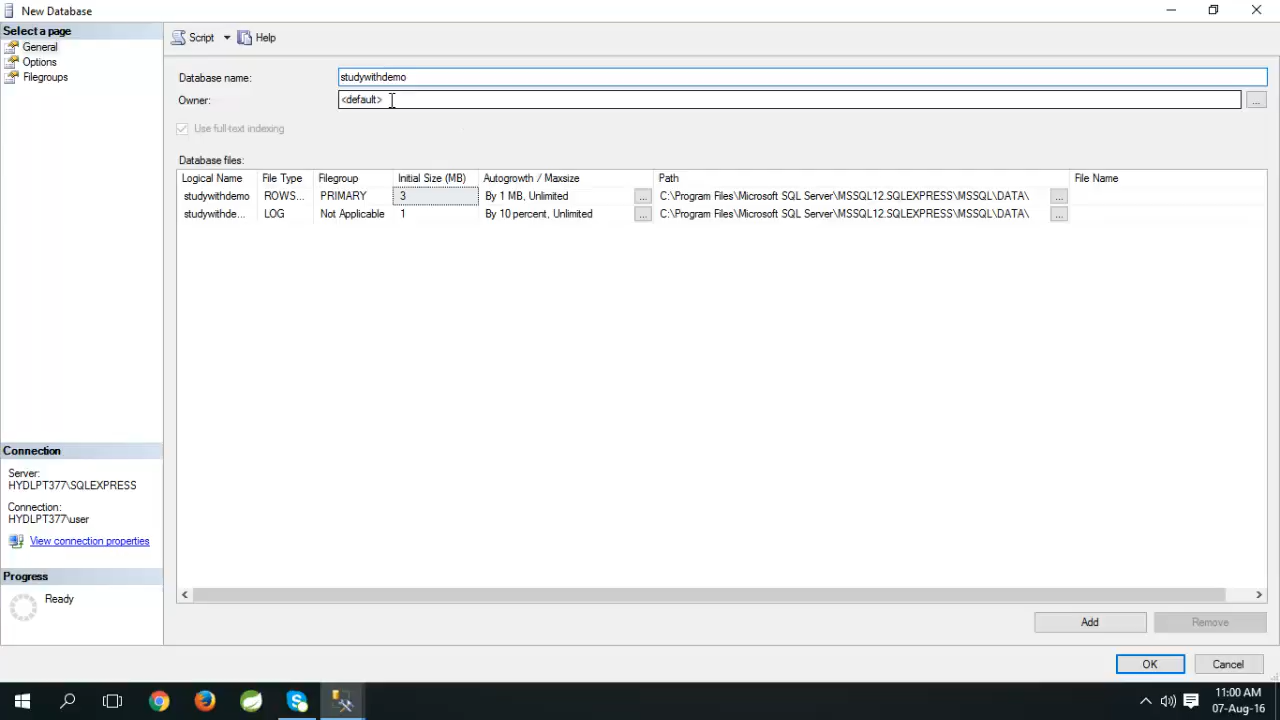 New Database
Select a page
General
Options
Filegroups
Script Help
Database name: studywithdemo
Owner: <default> ...
Use full-text indexing
Database files:
Logical Name File Type Filegroup Initial Size (MB) Autogrowth / Maxsize Path File Name
studywithdemo ROWS... PRIMARY 3 By 1 MB, Unlimited ... C:\Program Files\Microsoft SQL Server\MSSQL12.SQLEXPRESS\MSSQL\DATA\ ...
studywithde... LOG Not Applicable 1 By 10 percent, Unlimited ... C:\Program Files\Microsoft SQL Server\MSSQL12.SQLEXPRESS\MSSQL\DATA\ ...
Connection
Server:
HYDLPT377\SQLEXPRESS
Connection:
HYDLPT377\user
View connection properties
Progress
Ready
Add Remove
OK Cancel
11:00 AM
07-Aug-16